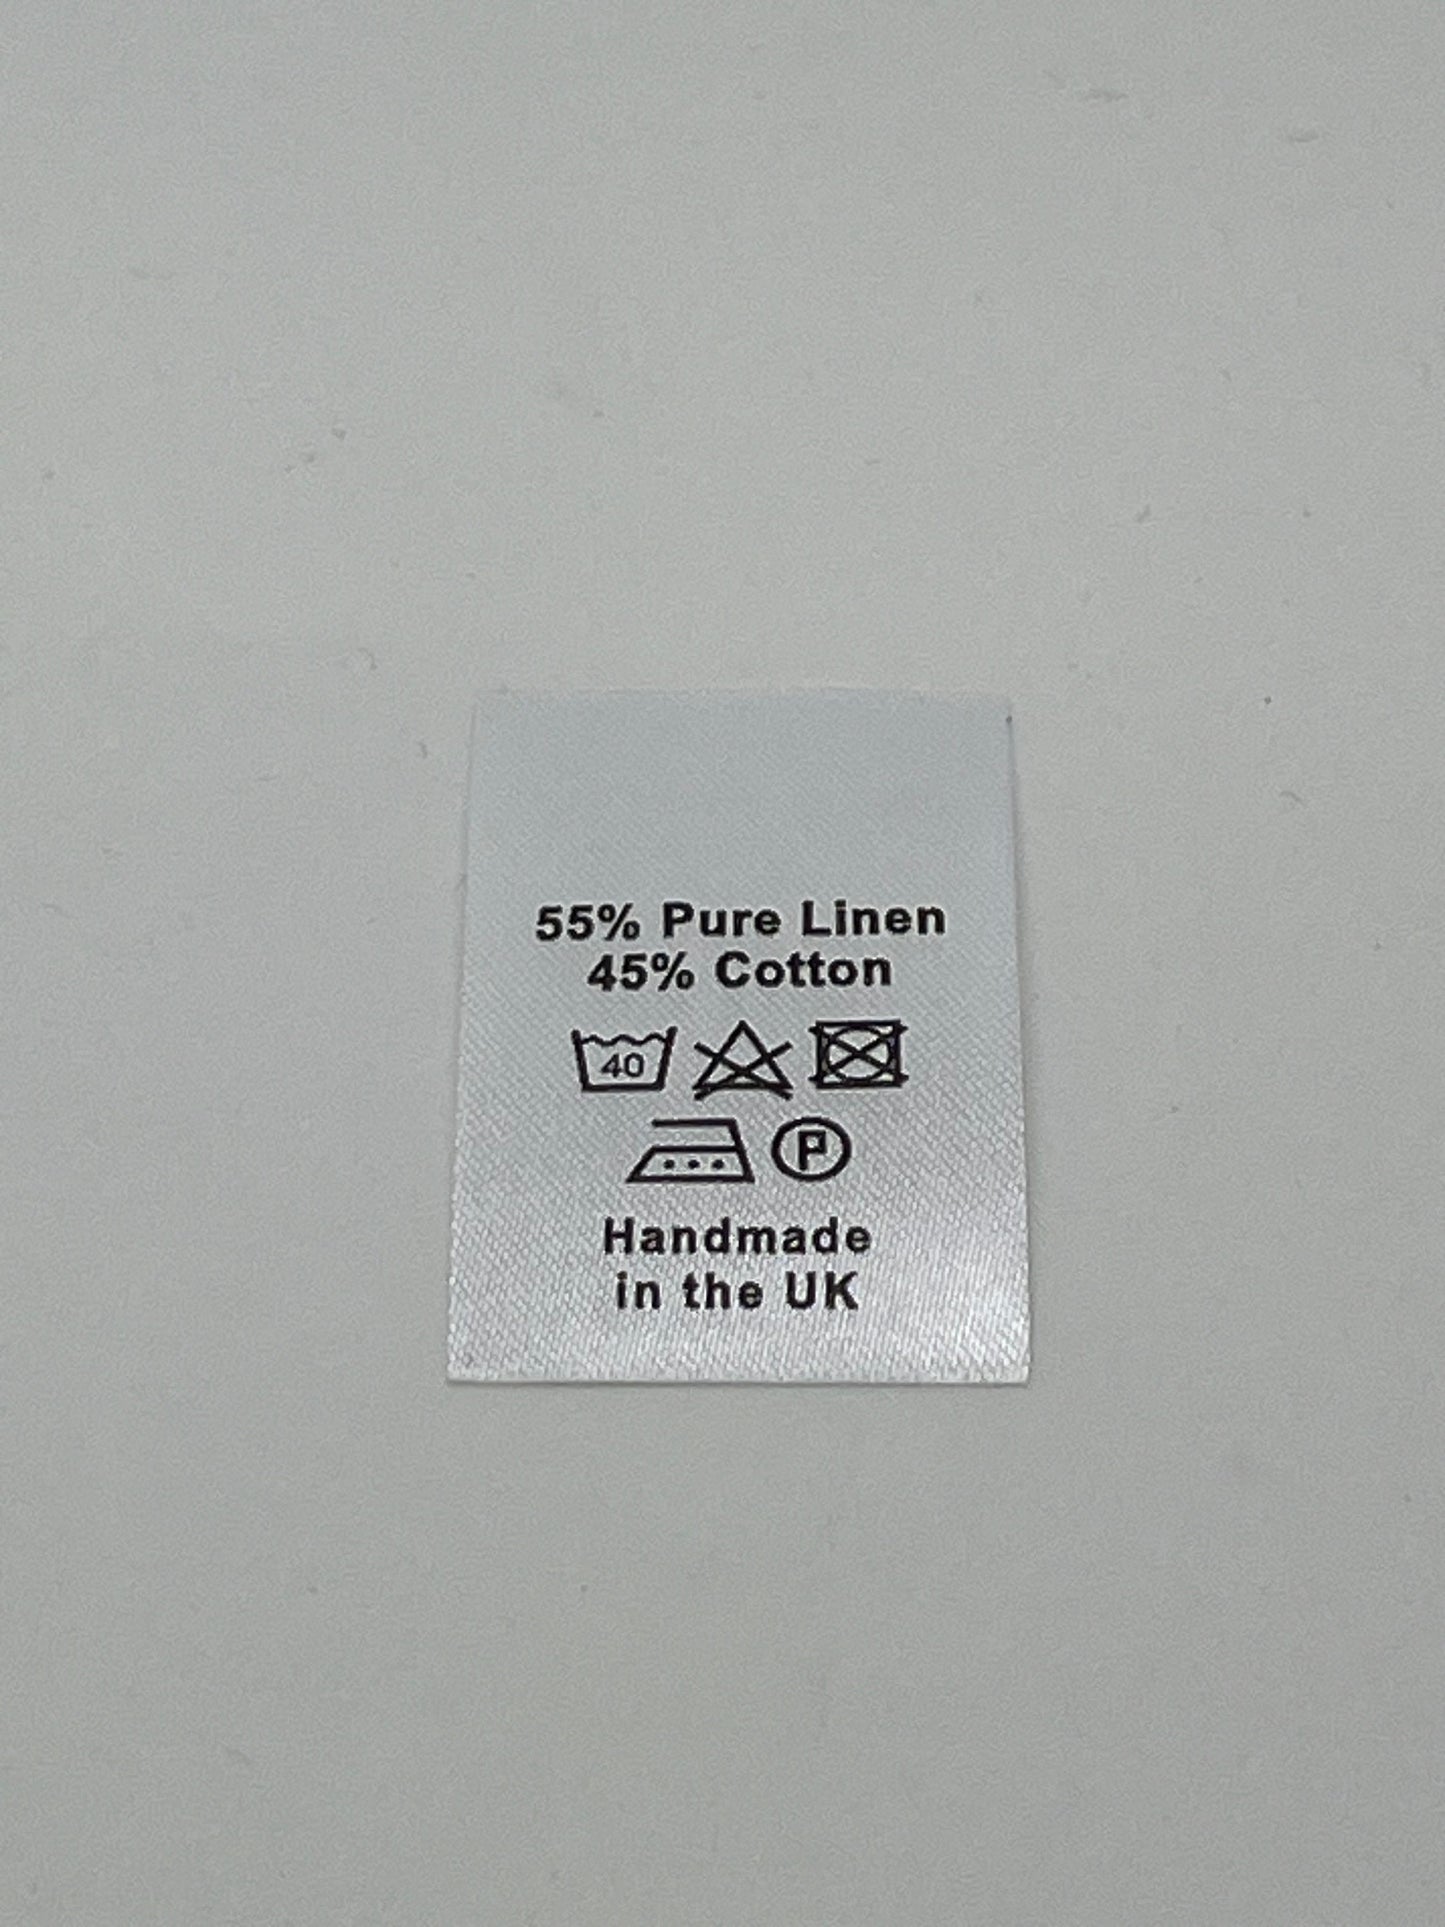 55% Pure Linen
45% Cotton
40
P
Handmade
in the UK